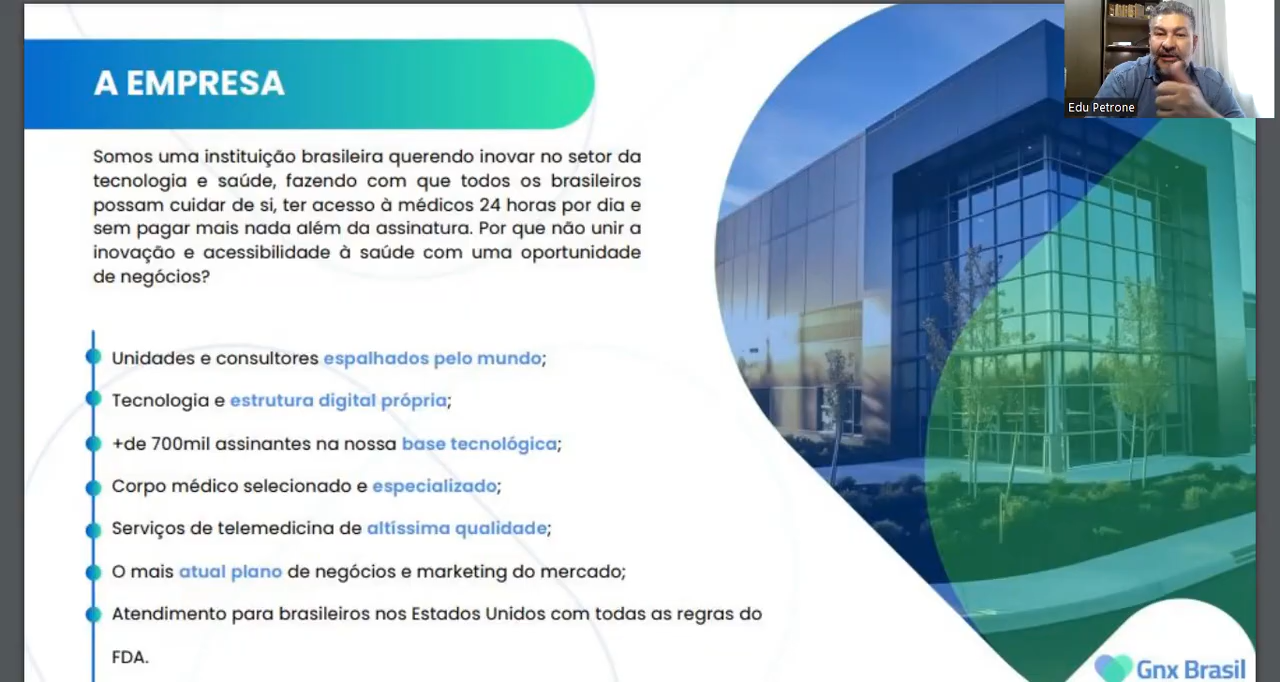 A EMPRESA
Edu Petrone
Somos uma instituição brasileira querendo inovar no setor da
tecnologia e saúde, fazendo com que todos os brasileiros
possam cuidar de si, ter acesso à médicos 24 horas por dia e
sem pagar mais nada além da assinatura. Por que não unir a
inovação e acessibilidade à saúde com uma oportunidade
de negócios?
Unidades e consultores espalhados pelo mundo;
Tecnologia e estrutura digital própria;
+de 700mil assinantes na nossa base tecnológica;
Corpo médico selecionado e especializado;
Serviços de telemedicina de altíssima qualidade;
O mais atual plano de negócios e marketing do mercado;
Atendimento para brasileiros nos Estados Unidos com todas as regras do
FDA.
Gnx Brasil